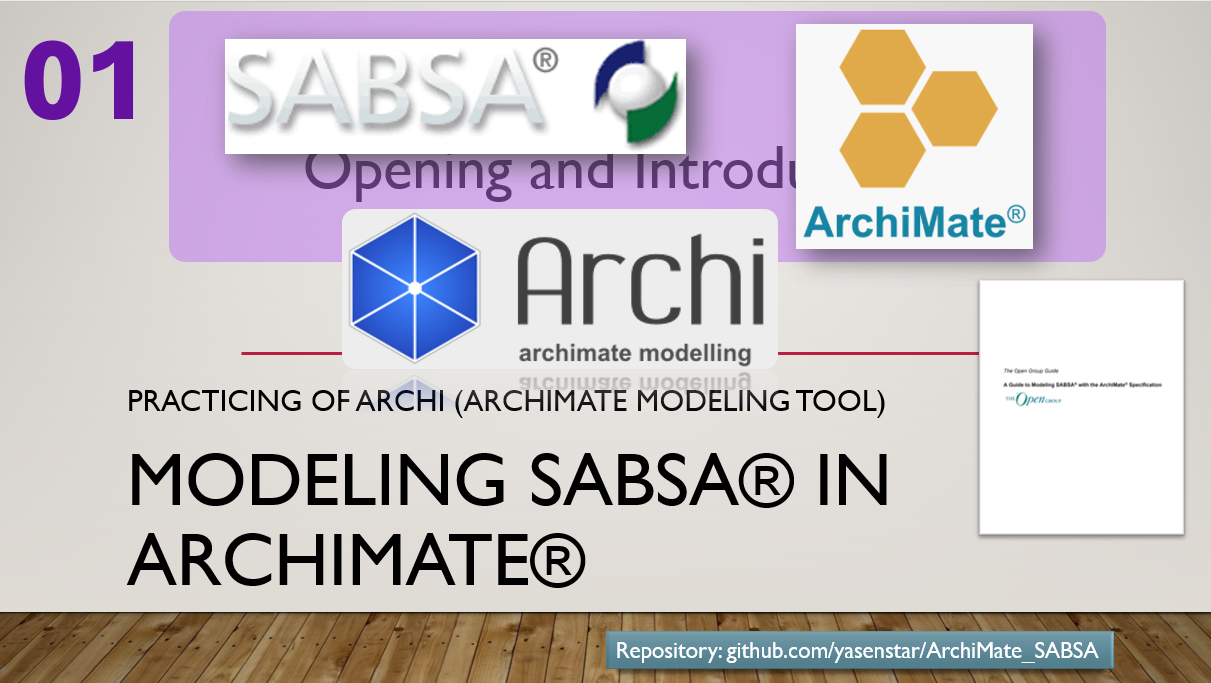 01
SABSA®
ArchiMate®
Opening and Introdu
Archi
archimate modelling
PRACTICING OF ARCHI (ARCHIMATE MODELING TOOL)
MODELING SABSA® IN
ARCHIMATE®
The Open Group Guide
A Guide to Modeling SABSA® with the ArchiMate® Specification
THE Open GROUP
Repository: github.com/yasenstar/ArchiMate_SABSA